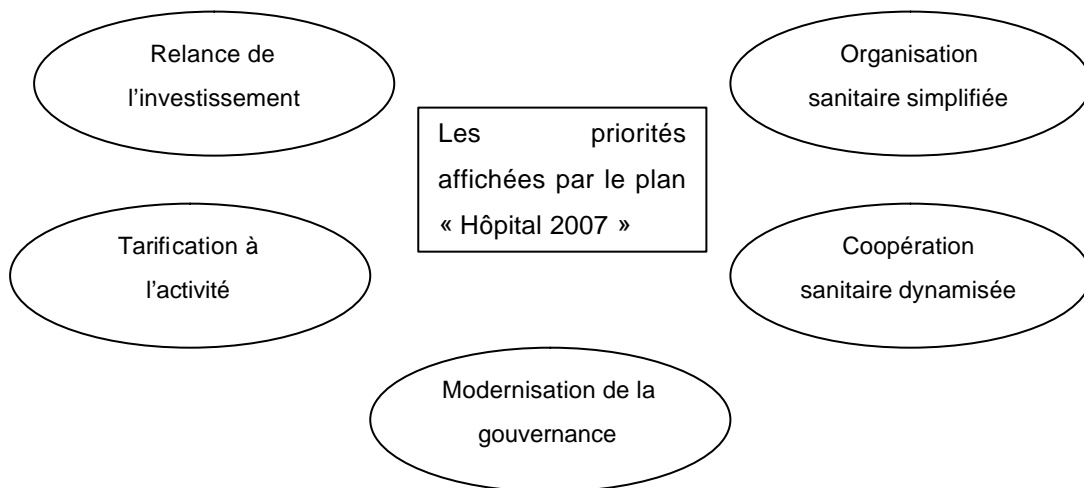 Relance de
l'investissement
Organisation
sanitaire simplifiée
Les priorités
affichées par le plan
« Hôpital 2007 »
Tarification à
l'activité
Coopération
sanitaire dynamisée
Modernisation de la
gouvernance